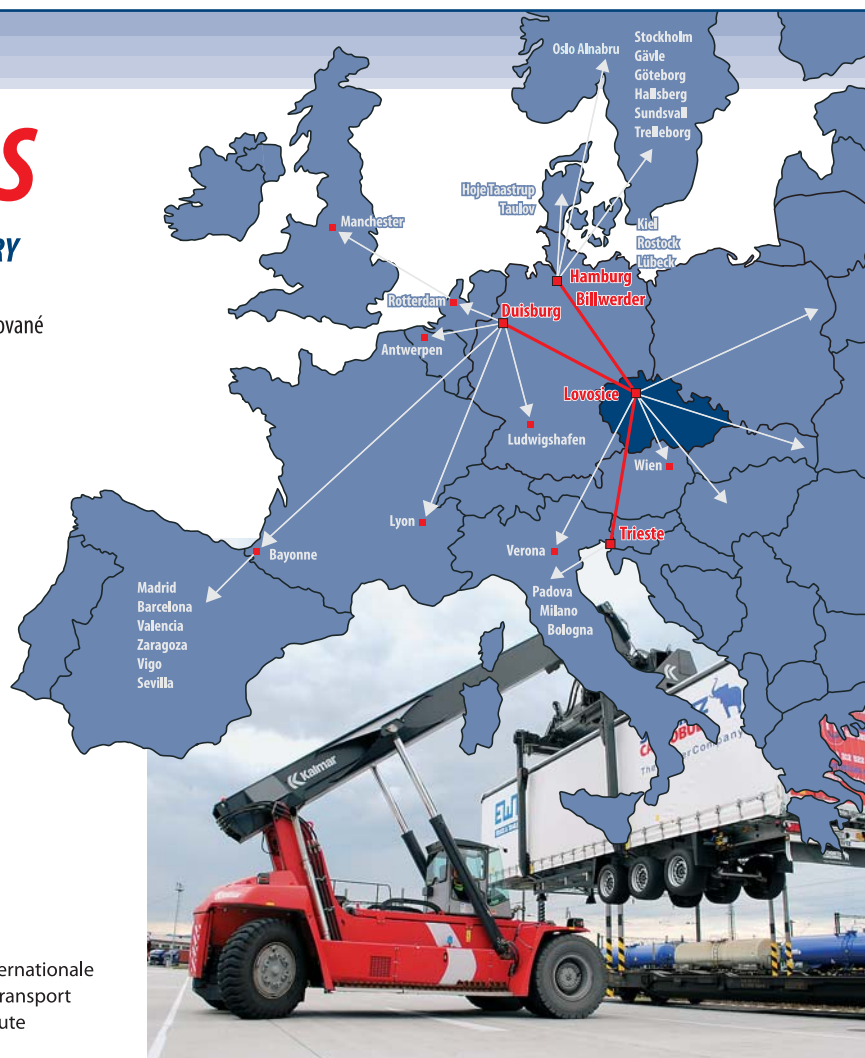 S
RY
ované
Oslo Alnabru
Stockholm
Gävle
Göteborg
Hallsberg
Sundsvall
Trelleborg
Hoje Taastrup
Taulov
Manchester
Kiel
Rostock
Lübeck
Hamburg
Billwerder
Rotterdam
Duisburg
Antwerpen
Lovosice
Ludwigshafen
Wien
Lyon
Trieste
Verona
Bayonne
Padova
Milano
Bologna
Madrid
Barcelona
Valencia
Zaragoza
Vigo
Sevilla
Kalmar
EWA
ernationale
ransport
ute